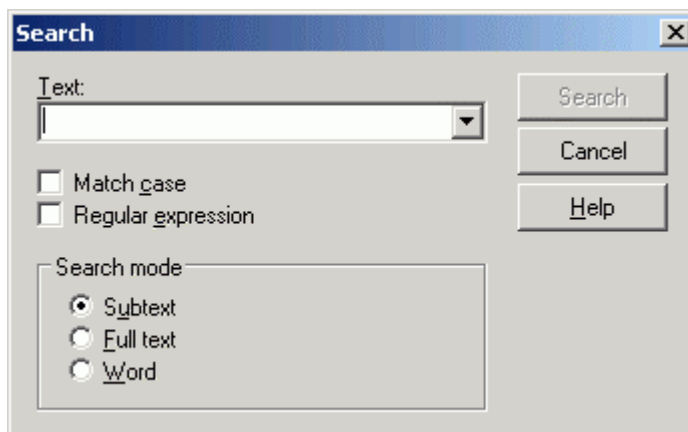 Search
Text:
Search
Cancel
Match case
Regular expression
Help
Search mode
Subtext
Full text
Word